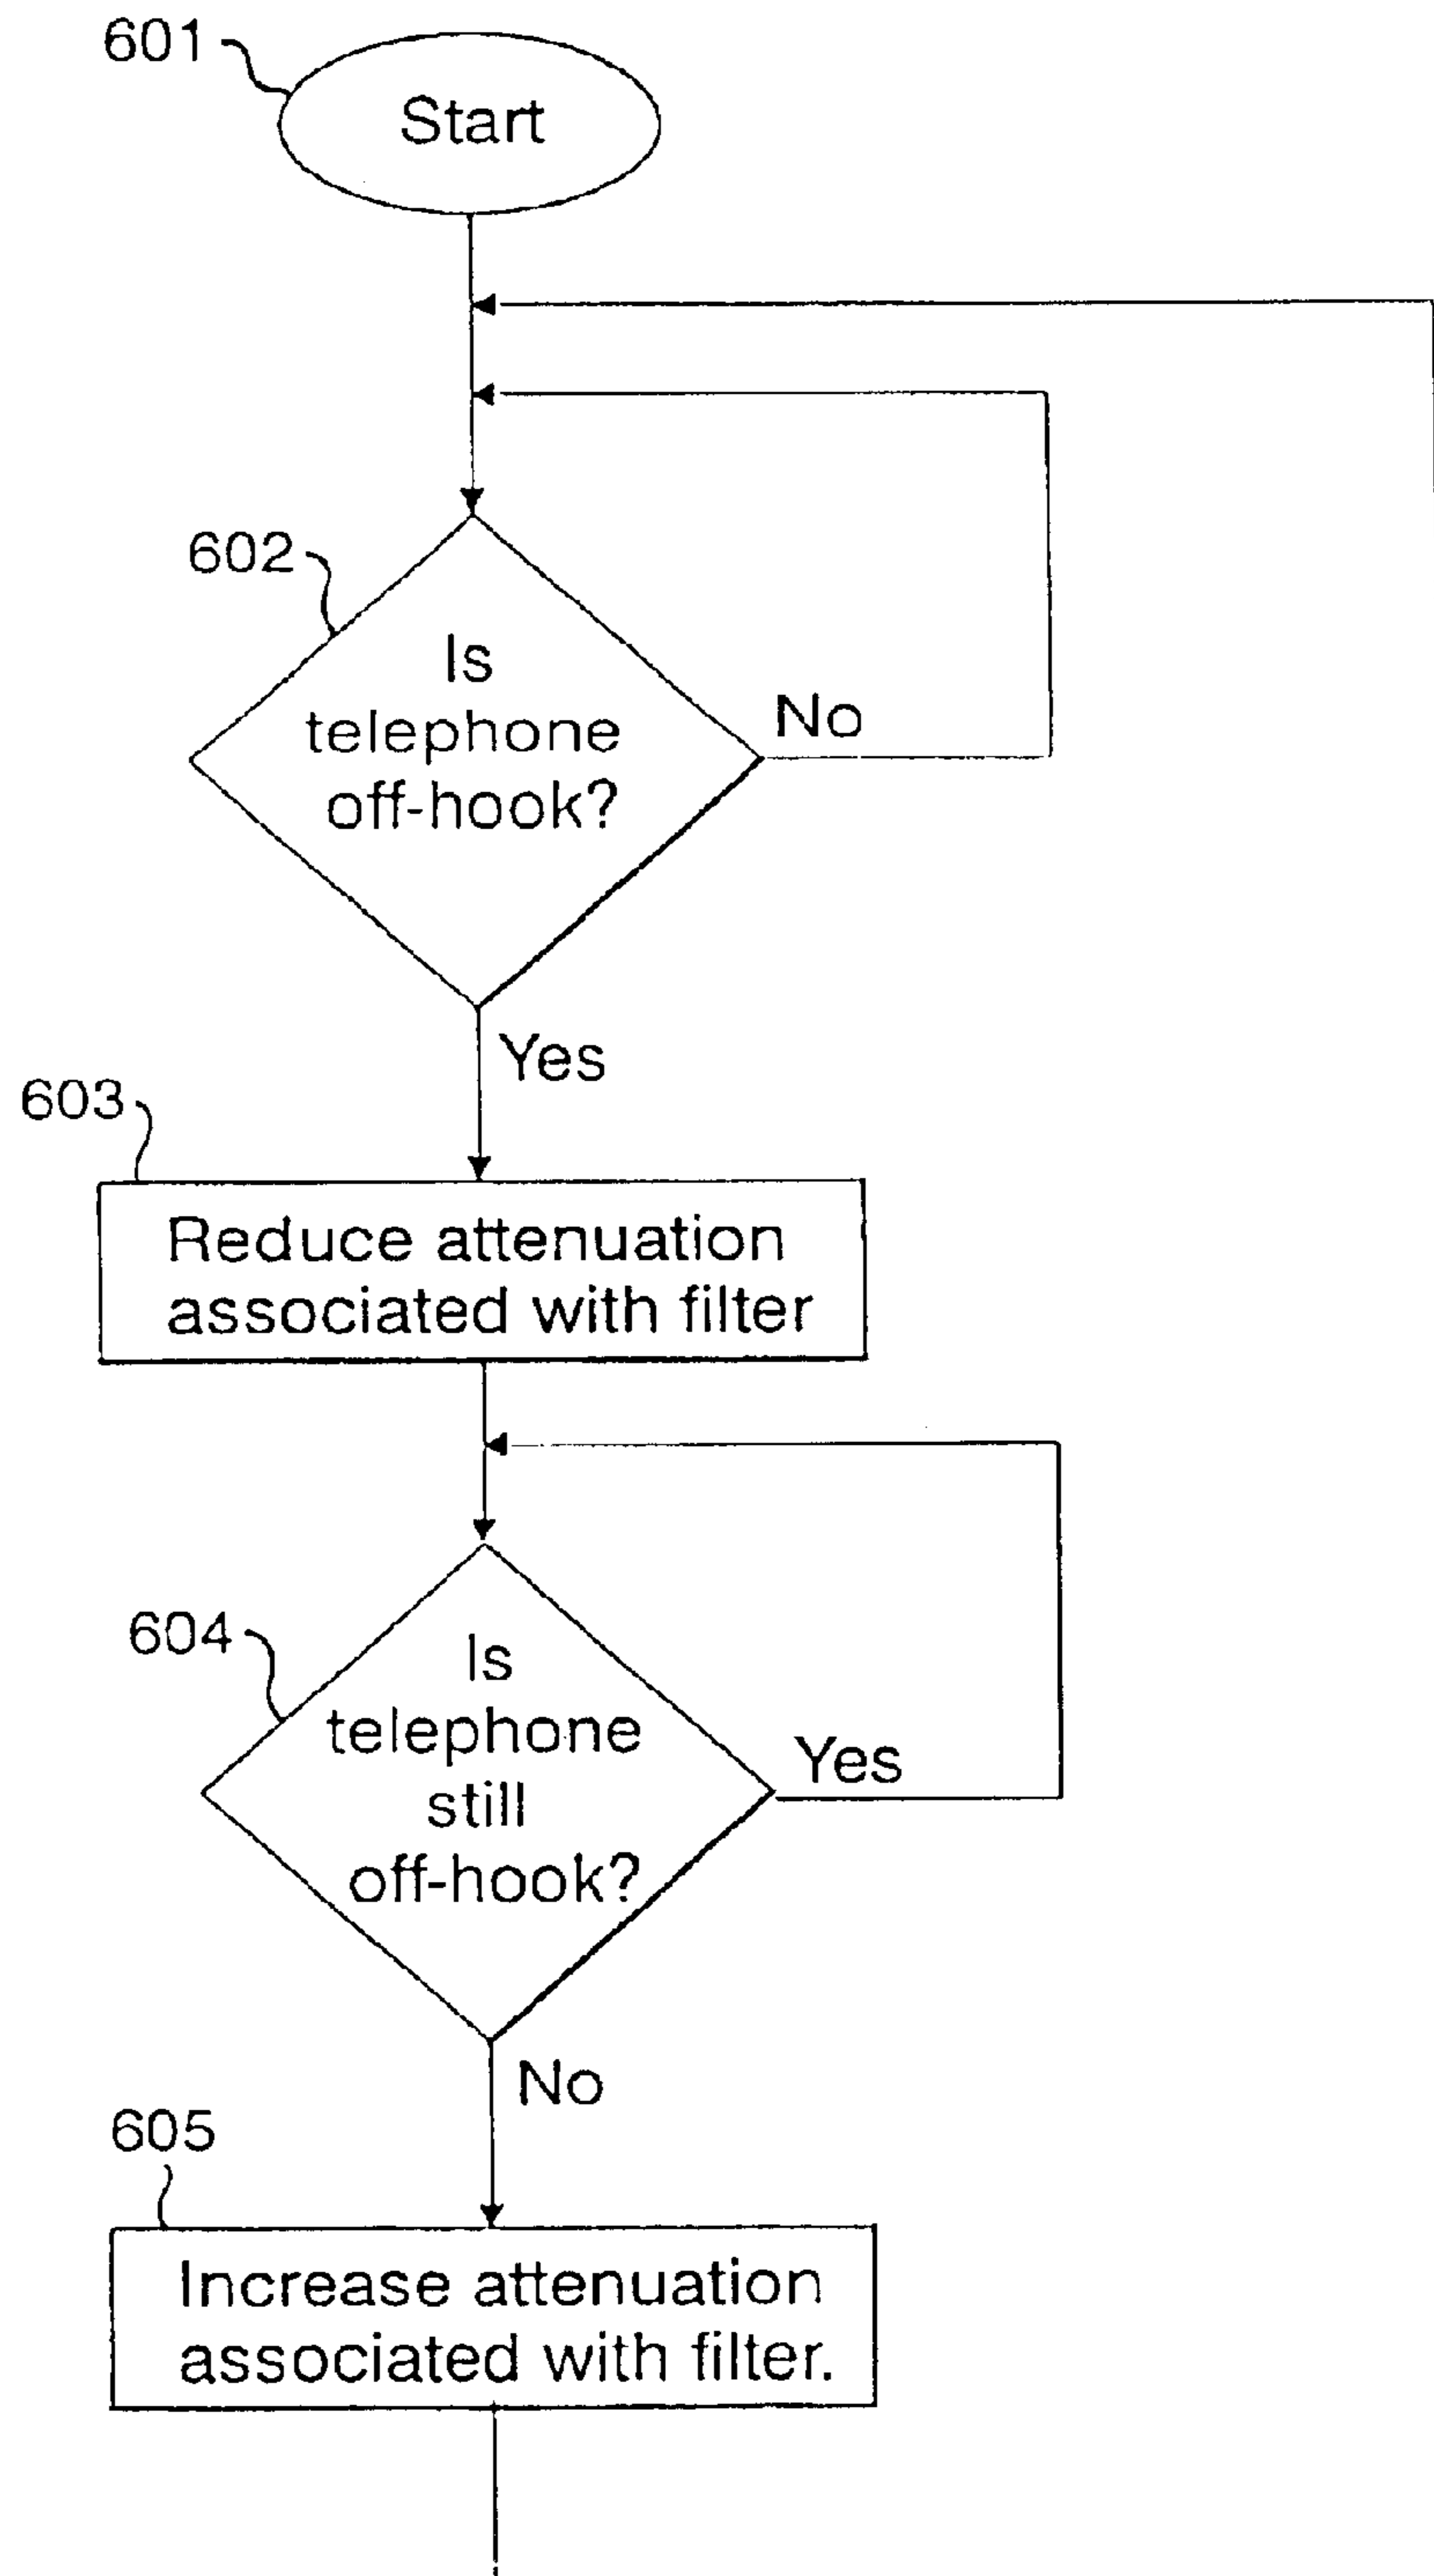 601
Start
602
Is
telephone
off-hook?
No
Yes
603
Reduce attenuation
associated with filter
604
Is
telephone
still
off-hook?
Yes
No
605
Increase attenuation
associated with filter.